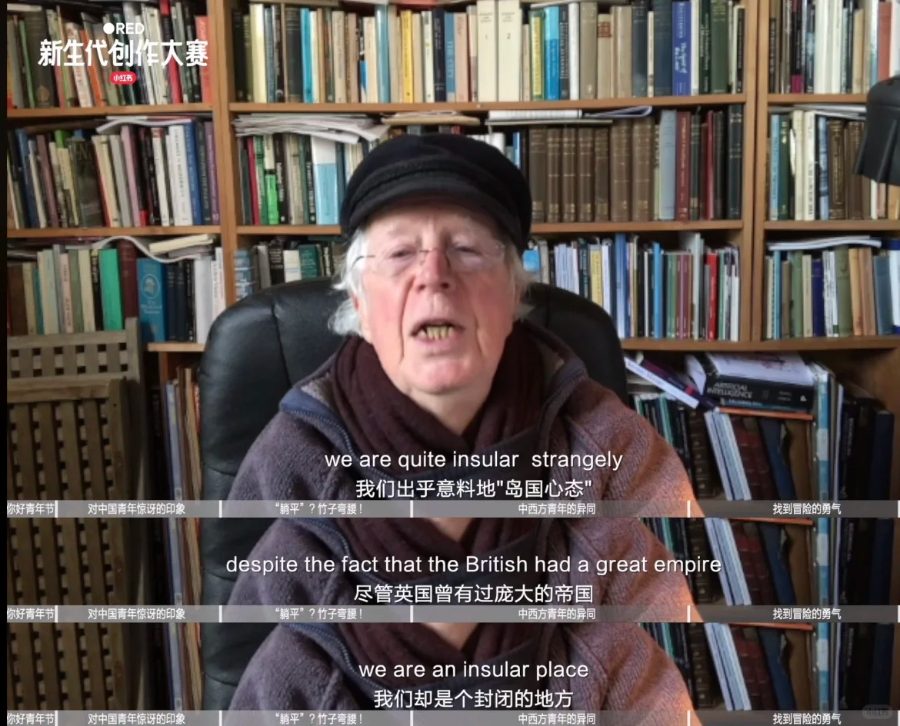 RED
新生代创作大赛
小红书
ARTIFICIAL
INTELLIGENCE
we are quite insular strangely
我们出乎意料地"岛国心态"
你好青年节 对中国青年惊讶的印象 “躺平”？竹子弯腰！ 中西方青年的异同 找到冒险的勇气
despite the fact that the British had a great empire
尽管英国曾有过庞大的帝国
你好青年节 对中国青年惊讶的印象 “躺平”？竹子弯腰！ 中西方青年的异同 找到冒险的勇气
we are an insular place
我们却是个封闭的地方
你好青年节 对中国青年惊讶的印象 “躺平”？竹子弯腰！ 中西方青年的异同 找到冒险的勇气